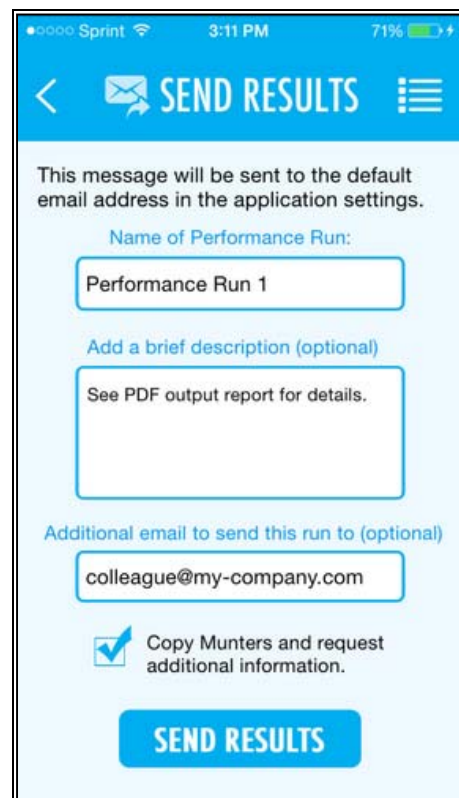 Sprint 3:11 PM 71%
SEND RESULTS
This message will be sent to the default
email address in the application settings.
Name of Performance Run:
Performance Run 1
Add a brief description (optional)
See PDF output report for details.
Additional email to send this run to (optional)
colleague@my-company.com
Copy Munters and request
additional information.
SEND RESULTS